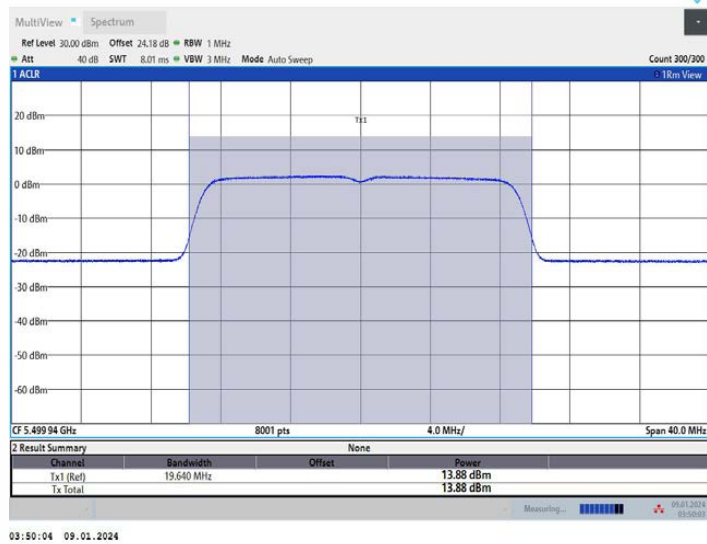 MultiView Spectrum
Ref Level 30.00 dBm Offset 24.18 dB RBW 1 MHz
Att 40 dB SWT 8.01 ms VBW 3 MHz Mode Auto Sweep Count 300/300
1 ACLR 1Rm View
Tx1
20 dBm
10 dBm
0 dBm
-10 dBm
-20 dBm
-30 dBm
-40 dBm
-50 dBm
-60 dBm
CF 5.499 94 GHz 8001 pts 4.0 MHz/ Span 40.0 MHz
2 Result Summary None
Channel Bandwidth Offset Power
Tx1 (Ref) 19.640 MHz 13.88 dBm
Tx Total 13.88 dBm
Measuring... 09.01.2024
03:50:03
03:50:04 09.01.2024